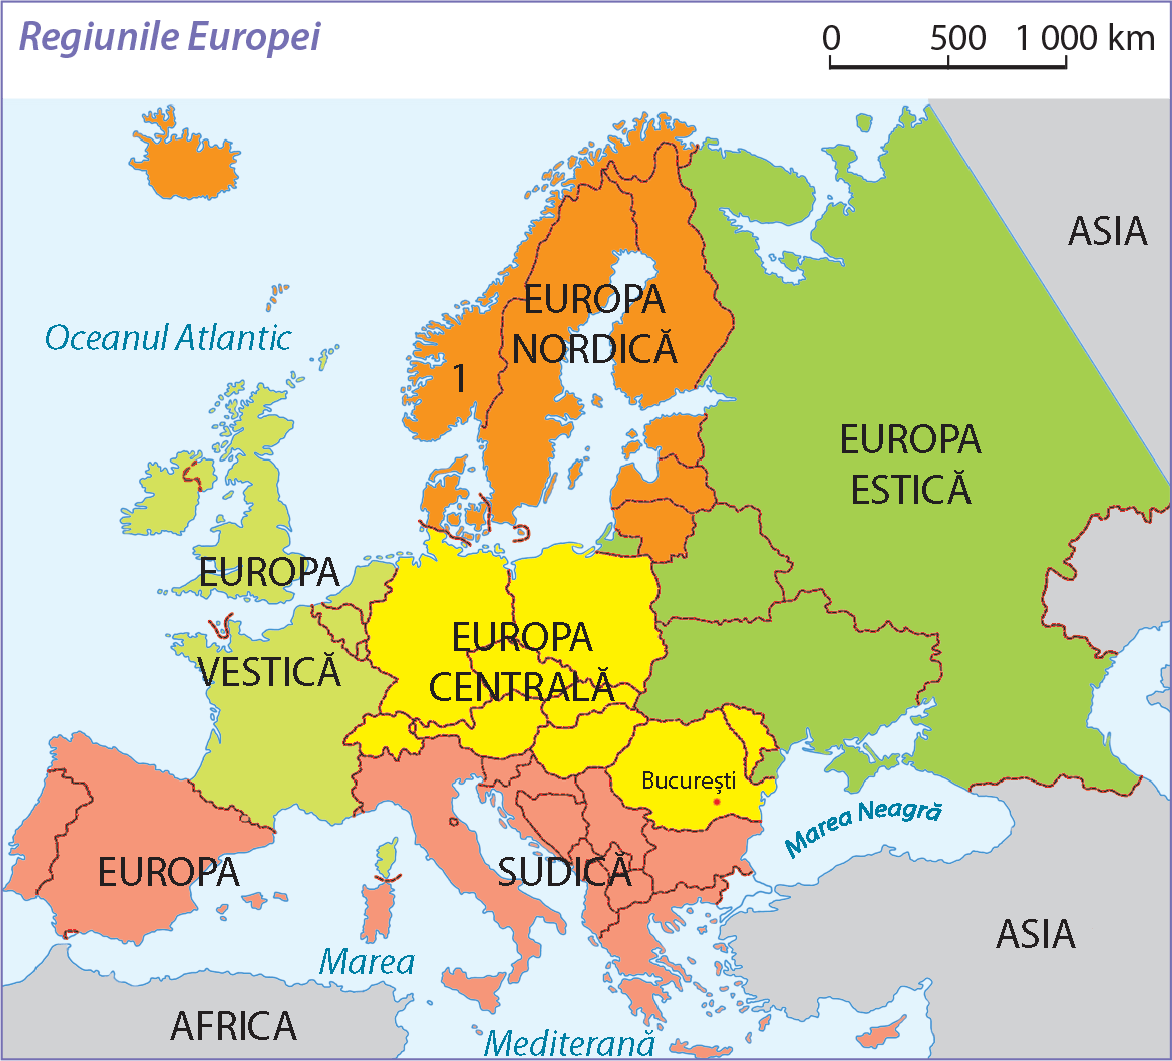 Regiunile Europei
0 500 1 000 km
ASIA
EUROPA
NORDICĂ
Oceanul Atlantic
1
EUROPA
ESTICĂ
EUROPA
VESTICĂ
EUROPA
CENTRALĂ
București
Marea Neagră
EUROPA SUDICĂ
ASIA
Marea
Mediterană
AFRICA